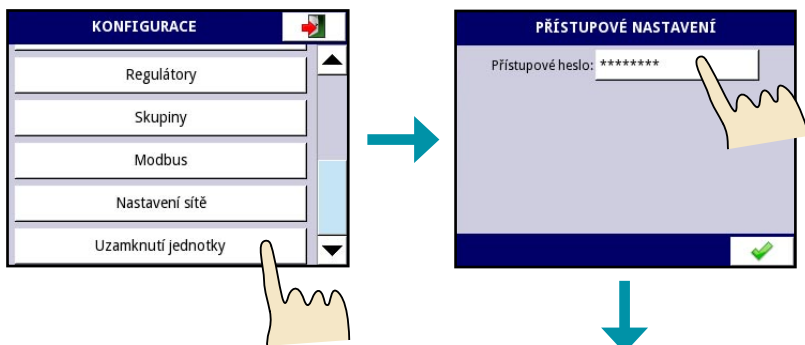 KONFIGURACE
Regulátory
Skupiny
Modbus
Nastavení sítě
Uzamknutí jednotky
PŘÍSTUPOVÉ NASTAVENÍ
Přístupové heslo: ********